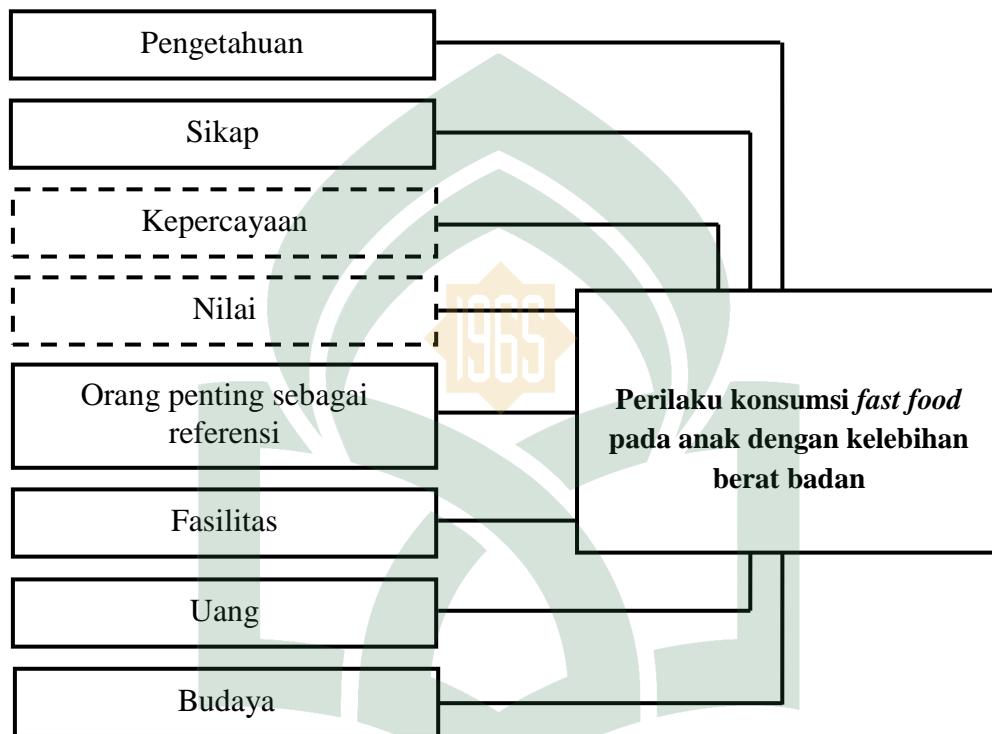 Pengetahuan
Sikap
Kepercayaan
Nilai
Orang penting sebagai
referensi
Fasilitas
Uang
Budaya
1965
Perilaku konsumsi fast food
pada anak dengan kelebihan
berat badan